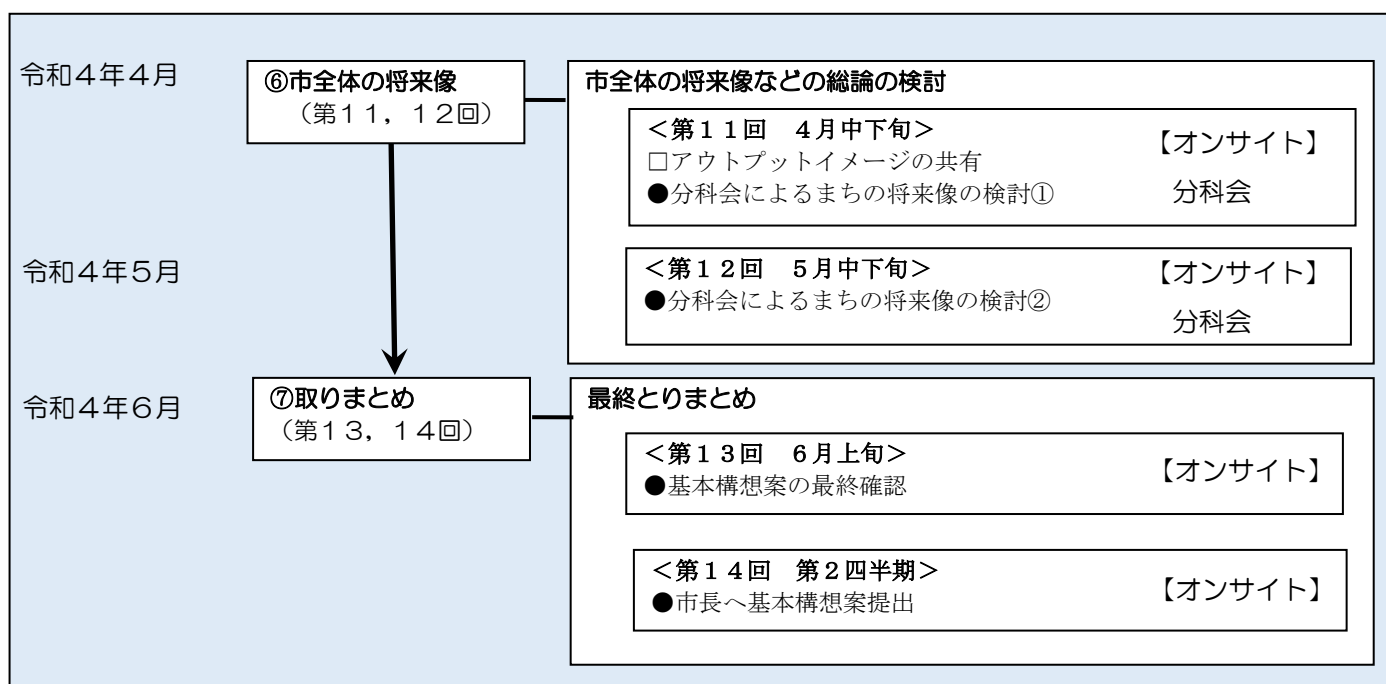 令和４年４月
⑥市全体の将来像
（第１１，１２回）
市全体の将来像などの総論の検討
＜第１１回　４月中下旬＞
□アウトプットイメージの共有
●分科会によるまちの将来像の検討①
【オンサイト】
分科会
令和４年５月
＜第１２回　５月中下旬＞
●分科会によるまちの将来像の検討②
【オンサイト】
分科会
令和４年６月
⑦取りまとめ
（第１３，１４回）
最終とりまとめ
＜第１３回　６月上旬＞
●基本構想案の最終確認
【オンサイト】
＜第１４回　第２四半期＞
●市長へ基本構想案提出
【オンサイト】